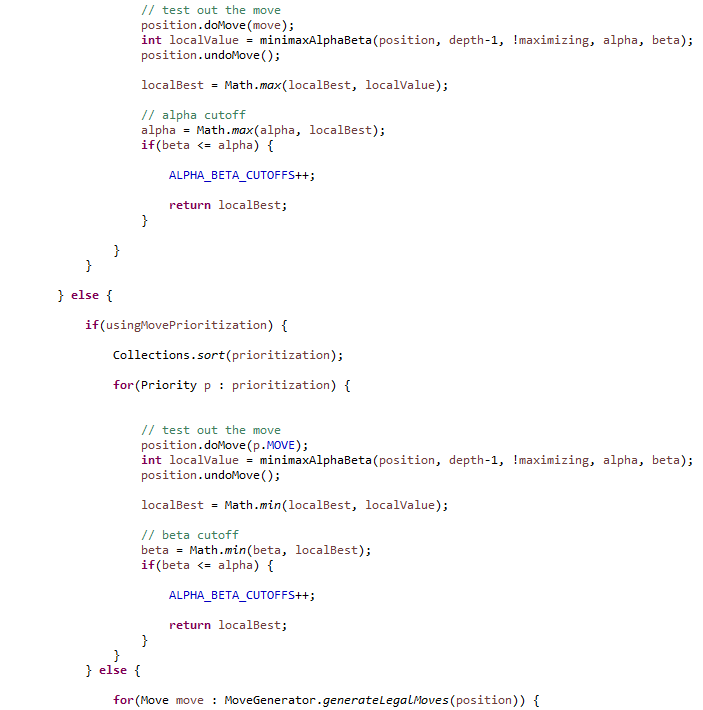 // test out the move
position.doMove(move);
int localValue = minimaxAlphaBeta(position, depth-1, !maximizing, alpha, beta);
position.undoMove();
localBest = Math.max(localBest, localValue);
// alpha cutoff
alpha = Math.max(alpha, localBest);
if(beta <= alpha) {
ALPHA_BETA_CUTOFFS++;
return localBest;
}
}
}
} else {
if(usingMovePrioritization) {
Collections.sort(prioritization);
for(Priority p : prioritization) {
// test out the move
position.doMove(p.MOVE);
int localValue = minimaxAlphaBeta(position, depth-1, !maximizing, alpha, beta);
position.undoMove();
localBest = Math.min(localBest, localValue);
// beta cutoff
beta = Math.min(beta, localBest);
if(beta <= alpha) {
ALPHA_BETA_CUTOFFS++;
return localBest;
}
}
} else {
for(Move move : MoveGenerator.generateLegalMoves(position)) {